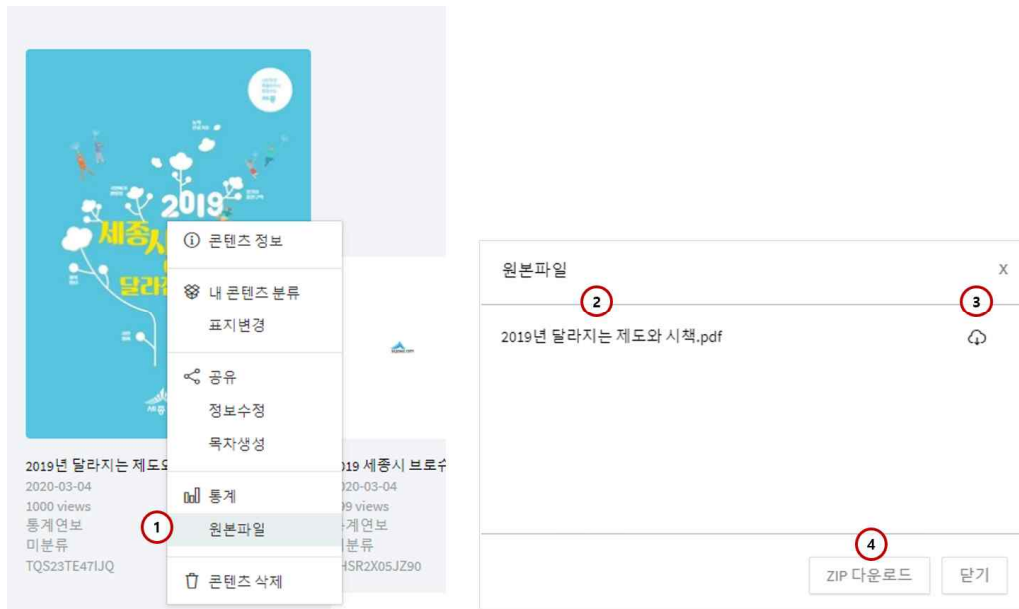 2019
세종시
달라
콘텐츠 정보
내 콘텐츠 분류
표지변경
공유
정보수정
목차생성
통계
1
원본파일
콘텐츠 삭제
2019년 달라지는 제도와
2020-03-04
1000 views
통계연보
미분류
TQS23TE47IJQ
019 세종시 브로슈
020-03-04
99 views
계연보
분류
HSR2X05JZ90
원본파일
X
2
3
2019년 달라지는 제도와 시책.pdf
4
ZIP 다운로드
닫기